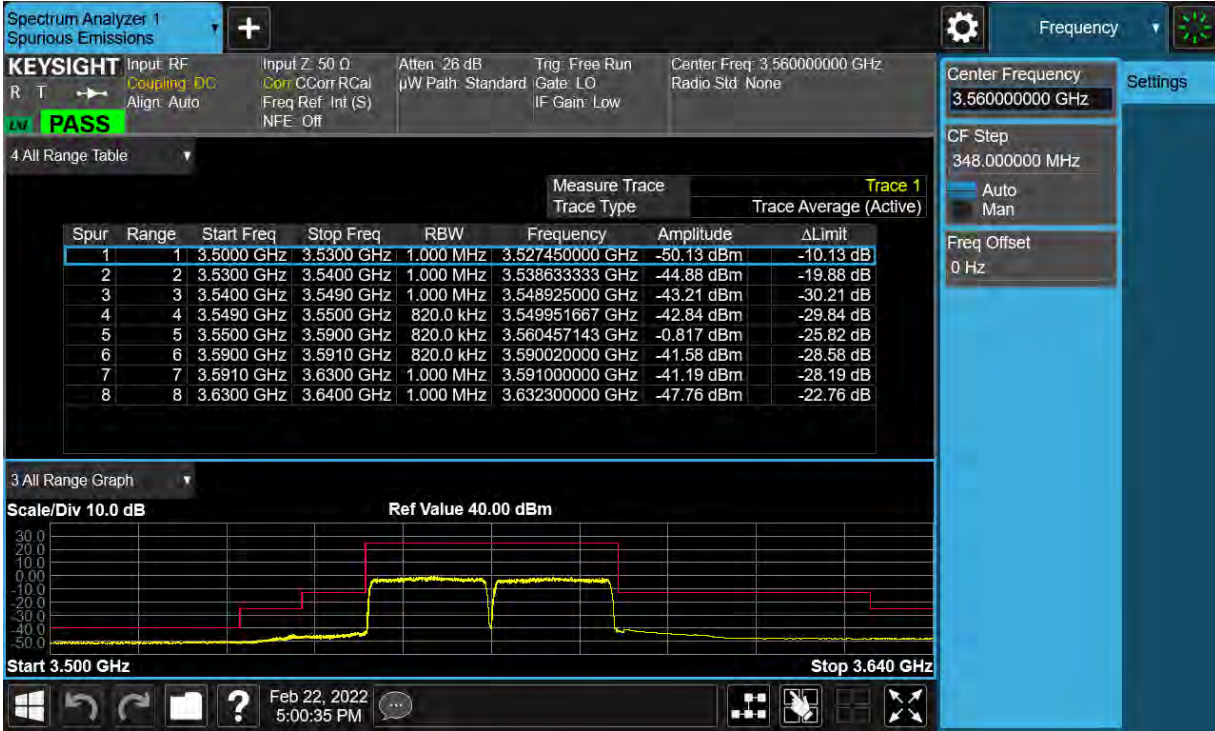 Spectrum Analyzer 1
Spurious Emissions
Frequency
KEYSIGHT
R T
PASS
Input: RF
Coupling: DC
Align: Auto
Input Z: 50 Ω
Corr CCorr RCal
Freq Ref: Int (S)
NFE: Off
Atten: 26 dB
µW Path: Standard
Trig: Free Run
Gate: LO
IF Gain: Low
Center Freq: 3.560000000 GHz
Radio Std: None
Center Frequency
3.560000000 GHz
Settings
CF Step
348.000000 MHz
Auto
Man
Freq Offset
0 Hz
4 All Range Table
Measure Trace Trace 1
Trace Type Trace Average (Active)
Spur Range Start Freq Stop Freq RBW Frequency Amplitude ΔLimit
1 1 3.5000 GHz 3.5300 GHz 1.000 MHz 3.527450000 GHz -50.13 dBm -10.13 dB
2 2 3.5300 GHz 3.5400 GHz 1.000 MHz 3.538633333 GHz -44.88 dBm -19.88 dB
3 3 3.5400 GHz 3.5490 GHz 1.000 MHz 3.548925000 GHz -43.21 dBm -30.21 dB
4 4 3.5490 GHz 3.5500 GHz 820.0 kHz 3.549951667 GHz -42.84 dBm -29.84 dB
5 5 3.5500 GHz 3.5900 GHz 820.0 kHz 3.560457143 GHz -0.817 dBm -25.82 dB
6 6 3.5900 GHz 3.5910 GHz 820.0 kHz 3.590020000 GHz -41.58 dBm -28.58 dB
7 7 3.5910 GHz 3.6300 GHz 1.000 MHz 3.591000000 GHz -41.19 dBm -28.19 dB
8 8 3.6300 GHz 3.6400 GHz 1.000 MHz 3.632300000 GHz -47.76 dBm -22.76 dB
3 All Range Graph
Scale/Div 10.0 dB Ref Value 40.00 dBm
30.0
20.0
10.0
0.00
-10.0
-20.0
-30.0
-40.0
-50.0
Start 3.500 GHz Stop 3.640 GHz
?
Feb 22, 2022
5:00:35 PM